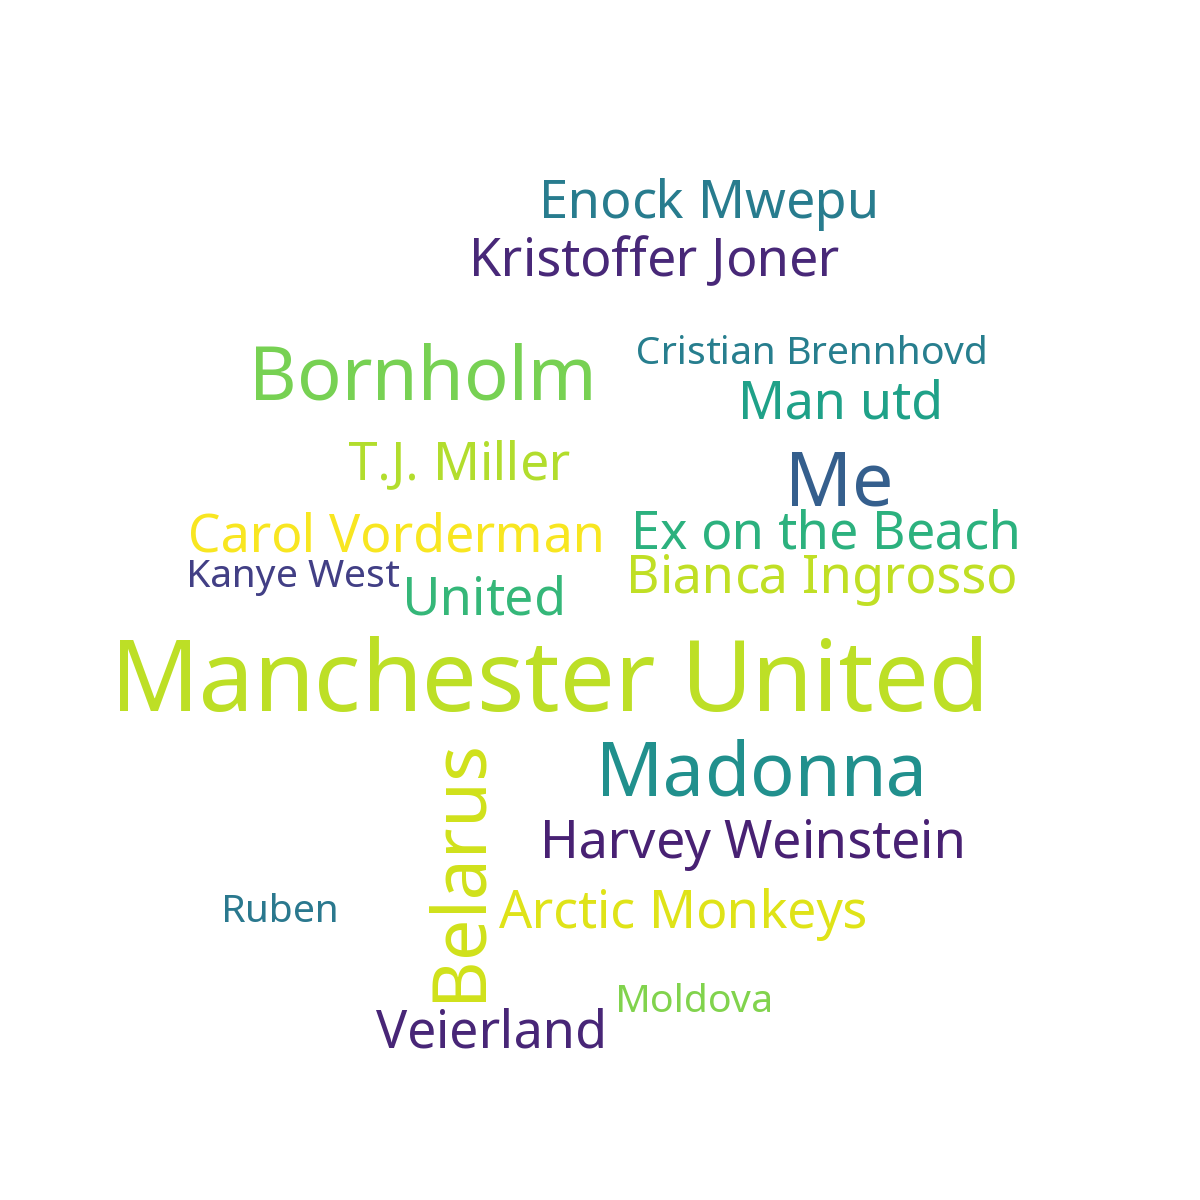 Enock Mwepu
Kristoffer Joner
Bornholm
Cristian Brennhovd
Man utd
T.J. Miller
Me
Carol Vorderman
Ex on the Beach
Kanye West
United
Bianca Ingrosso
Manchester United
Belarus
Madonna
Harvey Weinstein
Ruben
Arctic Monkeys
Moldova
Veierland